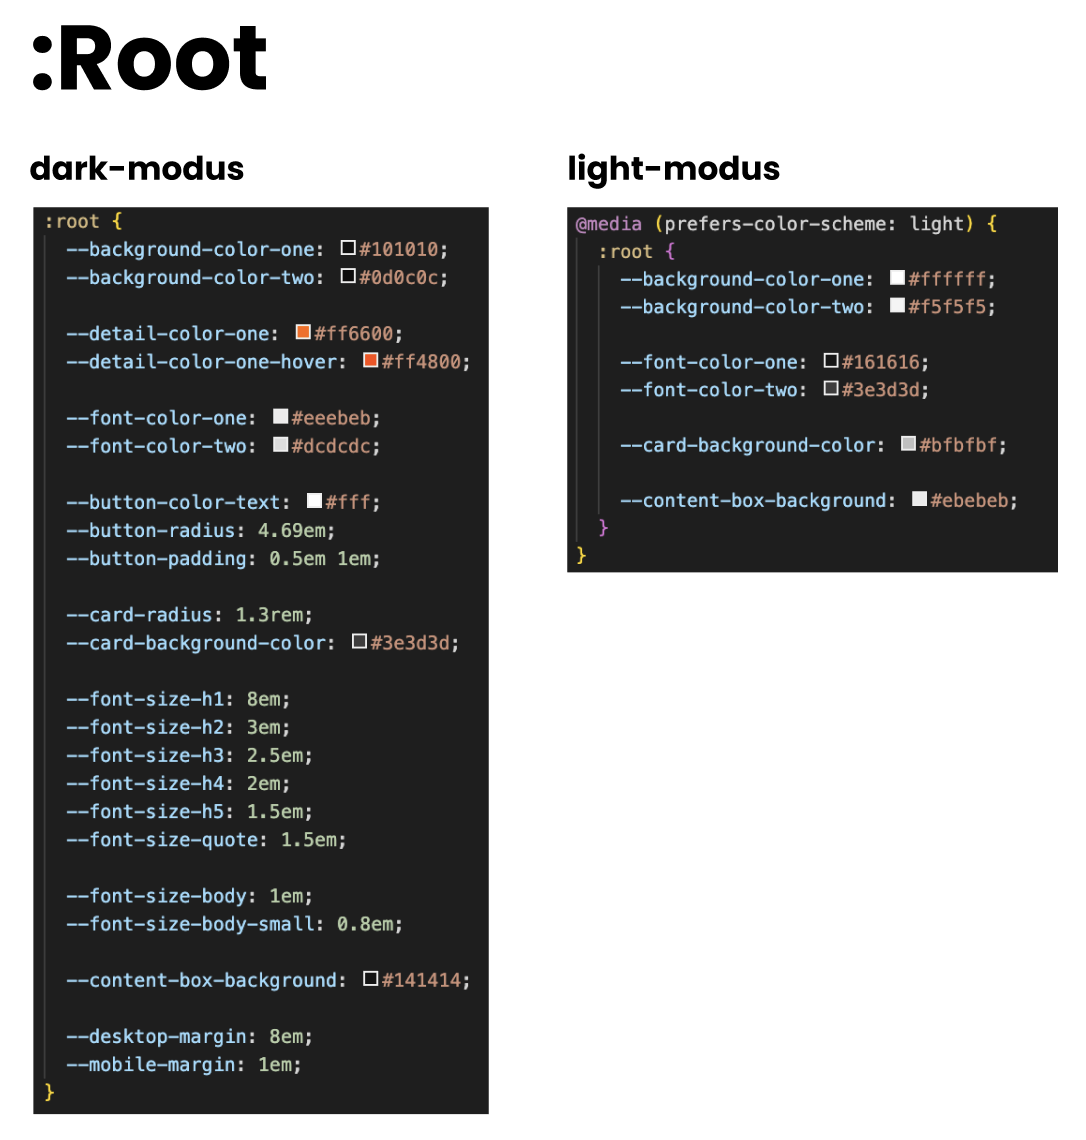 :Root
dark-modus
:root {
--background-color-one: #101010;
--background-color-two: #0d0c0c;
--detail-color-one: #ff6600;
--detail-color-one-hover: #ff4800;
--font-color-one: #eeebeb;
--font-color-two: #dcdcdc;
--button-color-text: #fff;
--button-radius: 4.69em;
--button-padding: 0.5em 1em;
--card-radius: 1.3rem;
--card-background-color: #3e3d3d;
--font-size-h1: 8em;
--font-size-h2: 3em;
--font-size-h3: 2.5em;
--font-size-h4: 2em;
--font-size-h5: 1.5em;
--font-size-quote: 1.5em;
--font-size-body: 1em;
--font-size-body-small: 0.8em;
--content-box-background: #141414;
--desktop-margin: 8em;
--mobile-margin: 1em;
}
light-modus
@media (prefers-color-scheme: light) {
:root {
--background-color-one: #ffffff;
--background-color-two: #f5f5f5;
--font-color-one: #161616;
--font-color-two: #3e3d3d;
--card-background-color: #bfbfbf;
--content-box-background: #ebebeb;
}
}